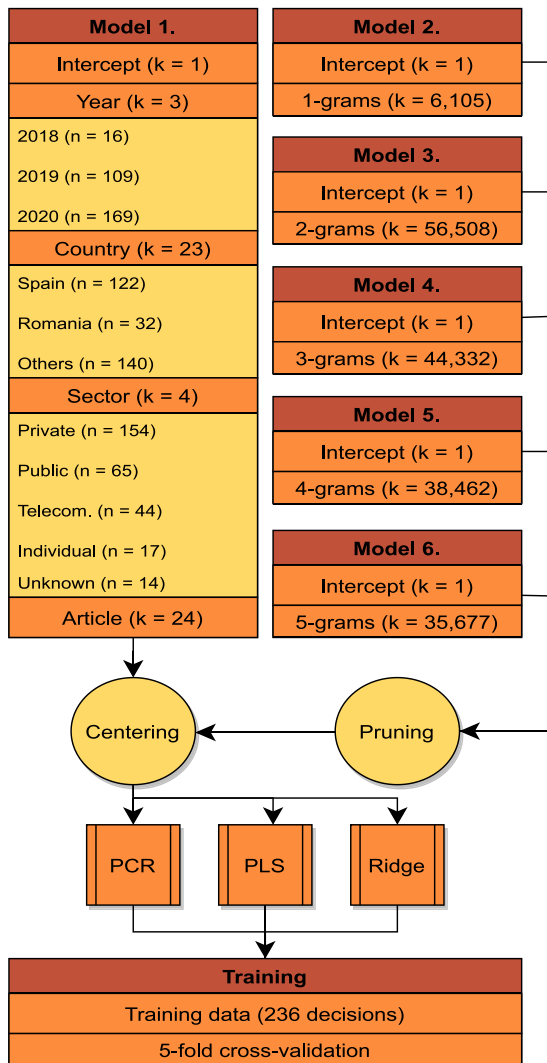 Model 1.
Intercept (k = 1)
Year (k = 3)
2018 (n = 16)
2019 (n = 109)
2020 (n = 169)
Country (k = 23)
Spain (n = 122)
Romania (n = 32)
Others (n = 140)
Sector (k = 4)
Private (n = 154)
Public (n = 65)
Telecom. (n = 44)
Individual (n = 17)
Unknown (n = 14)
Article (k = 24)
Model 2.
Intercept (k = 1)
1-grams (k = 6,105)
Model 3.
Intercept (k = 1)
2-grams (k = 56,508)
Model 4.
Intercept (k = 1)
3-grams (k = 44,332)
Model 5.
Intercept (k = 1)
4-grams (k = 38,462)
Model 6.
Intercept (k = 1)
5-grams (k = 35,677)
Centering
Pruning
PCR
PLS
Ridge
Training
Training data (236 decisions)
5-fold cross-validation